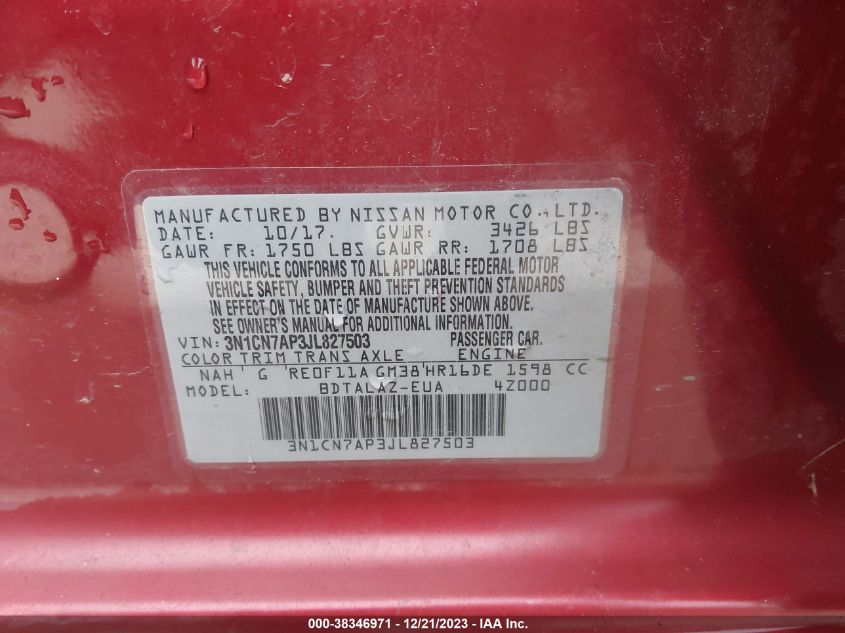 MANUFACTURED BY NISSAN MOTOR CO., LTD.
DATE: 10/17. GVWR: 3426 LBS
GAWR FR: 1750 LBS GAWR RR: 1708 LBS
THIS VEHICLE CONFORMS TO ALL APPLICABLE FEDERAL MOTOR
VEHICLE SAFETY, BUMPER AND THEFT PREVENTION STANDARDS
IN EFFECT ON THE DATE OF MANUFACTURE SHOWN ABOVE.
SEE OWNER'S MANUAL FOR ADDITIONAL INFORMATION.
VIN: 3N1CN7AP3JL827503 PASSENGER CAR.
COLOR TRIM TRANS AXLE ENGINE
NAH G RE0F11A GM38 HR16DE 1598 CC
MODEL: BDTALAZ-EUA 4Z000
3N1CN7AP3JL827503
000-38346971 - 12/21/2023 - IAA Inc.